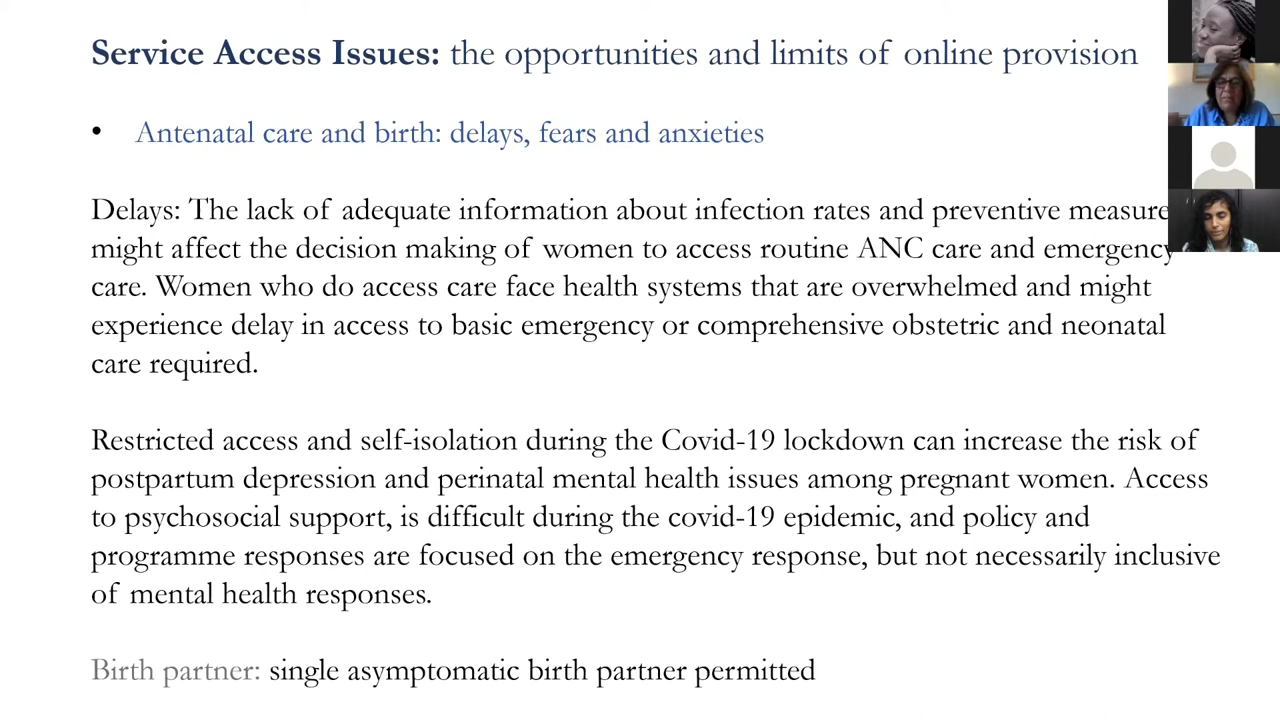 Service Access Issues: the opportunities and limits of online provision
• Antenatal care and birth: delays, fears and anxieties
Delays: The lack of adequate information about infection rates and preventive measure
might affect the decision making of women to access routine ANC care and emergency
care. Women who do access care face health systems that are overwhelmed and might
experience delay in access to basic emergency or comprehensive obstetric and neonatal
care required.
Restricted access and self-isolation during the Covid-19 lockdown can increase the risk of
postpartum depression and perinatal mental health issues among pregnant women. Access
to psychosocial support, is difficult during the covid-19 epidemic, and policy and
programme responses are focused on the emergency response, but not necessarily inclusive
of mental health responses.
Birth partner: single asymptomatic birth partner permitted